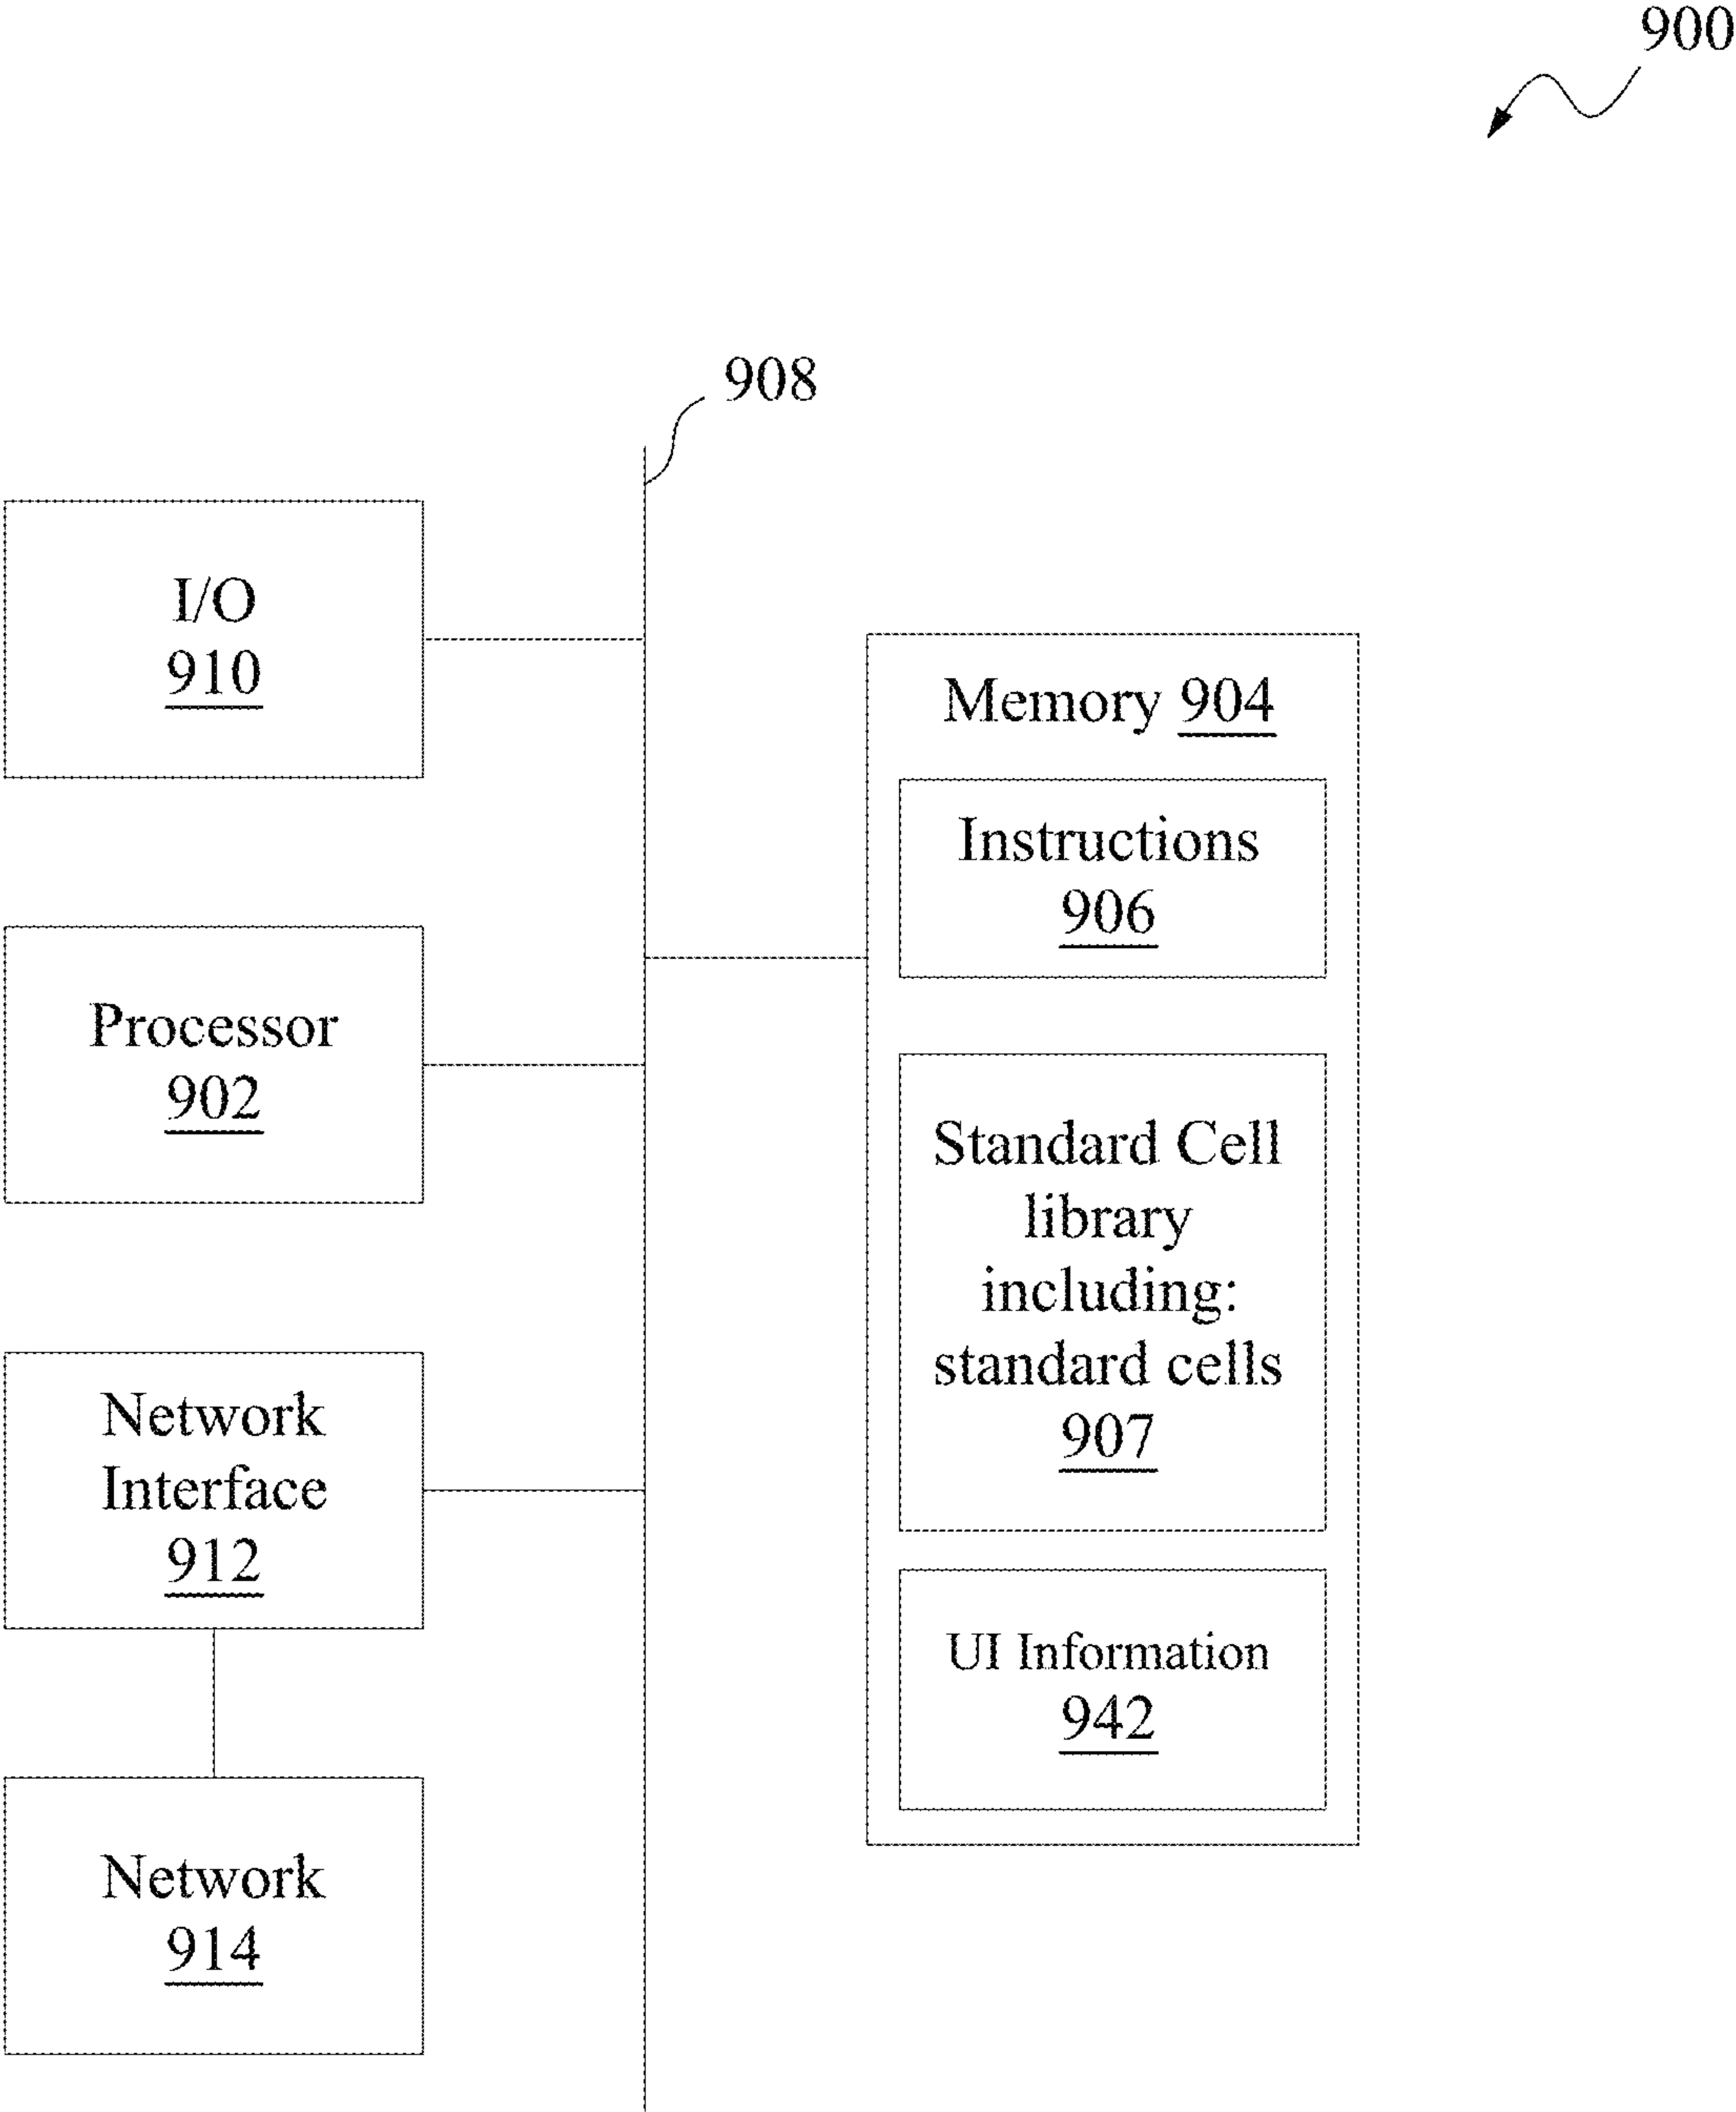 900
908
I/O
910
Memory 904
Instructions
906
Processor
902
Standard Cell
library
including:
standard cells
907
Network
Interface
912
UI Information
942
Network
914